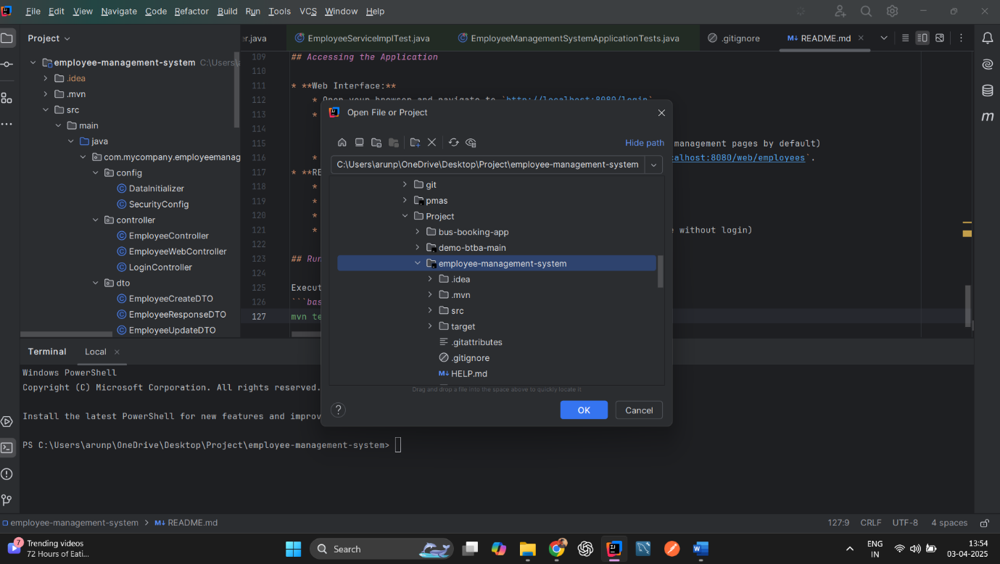 File Edit View Navigate Code Refactor Build Run Tools VCS Window Help
Project
er.java EmployeeServiceImplTest.java EmployeeManagementSystemApplicationTests.java .gitignore README.md
employee-management-system C:\Users\
.idea
.mvn
src
main
java
com.mycompany.employeemanag
config
DataInitializer
SecurityConfig
controller
EmployeeController
EmployeeWebController
LoginController
dto
EmployeeCreateDTO
EmployeeResponseDTO
EmployeeUpdateDTO
109 ## Accessing the Application
110
111 * **Web Interface:**
112 * Open your browser and navigate to `http://localhost:8080/login`
113 *
114
115 management pages by default)
116 * calhost:8080/web/employees`.
117 * **RE
118 *
119 *
120 *
121 * e without login)
122
123 ## Run
124
125 Execut
126 ```bas
127 mvn te
Open File or Project
Hide path
C:\Users\arunp\OneDrive\Desktop\Project\employee-management-system
git
pmas
Project
bus-booking-app
demo-btba-main
employee-management-system
.idea
.mvn
src
target
.gitattributes
.gitignore
HELP.md
Drag and drop a file into the space above to quickly locate it
?
OK Cancel
Terminal Local
Windows PowerShell
Copyright (C) Microsoft Corporation. All rights reserved.
Install the latest PowerShell for new features and improv
PS C:\Users\arunp\OneDrive\Desktop\Project\employee-management-system>
employee-management-system > README.md
127:9 CRLF UTF-8 4 spaces
7
Trending videos
72 Hours of Eati...
Search
ENG
IN
13:54
03-04-2025